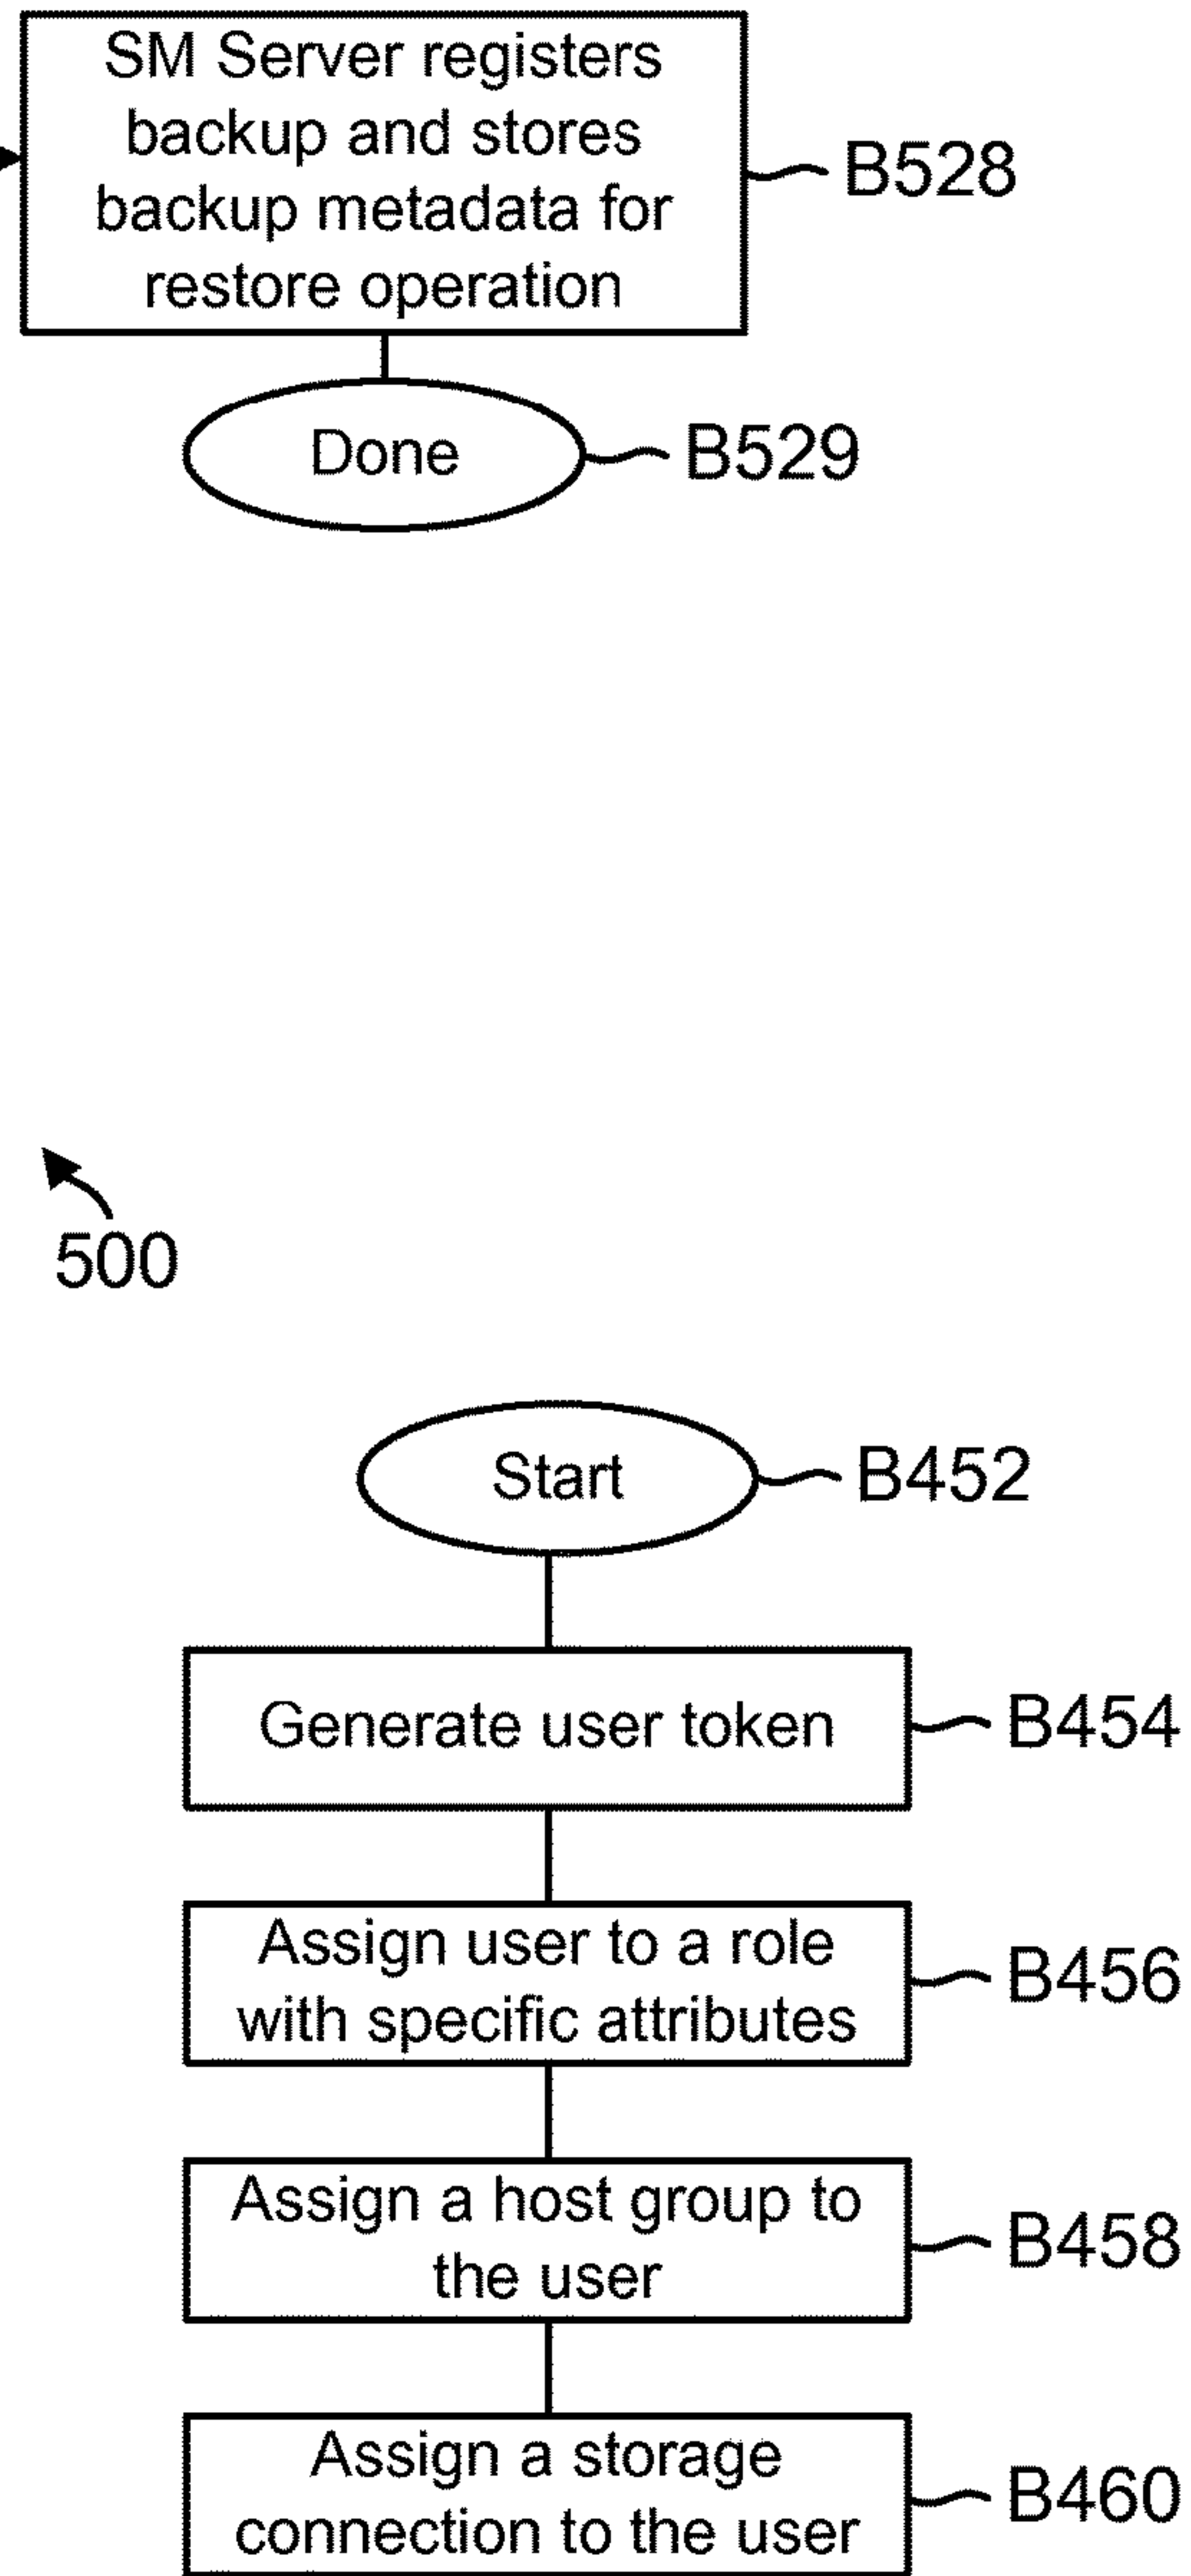 SM Server registers
backup and stores
backup metadata for
restore operation
B528
Done
B529
500
Start
B452
Generate user token
B454
Assign user to a role
with specific attributes
B456
Assign a host group to
the user
B458
Assign a storage
connection to the user
B460